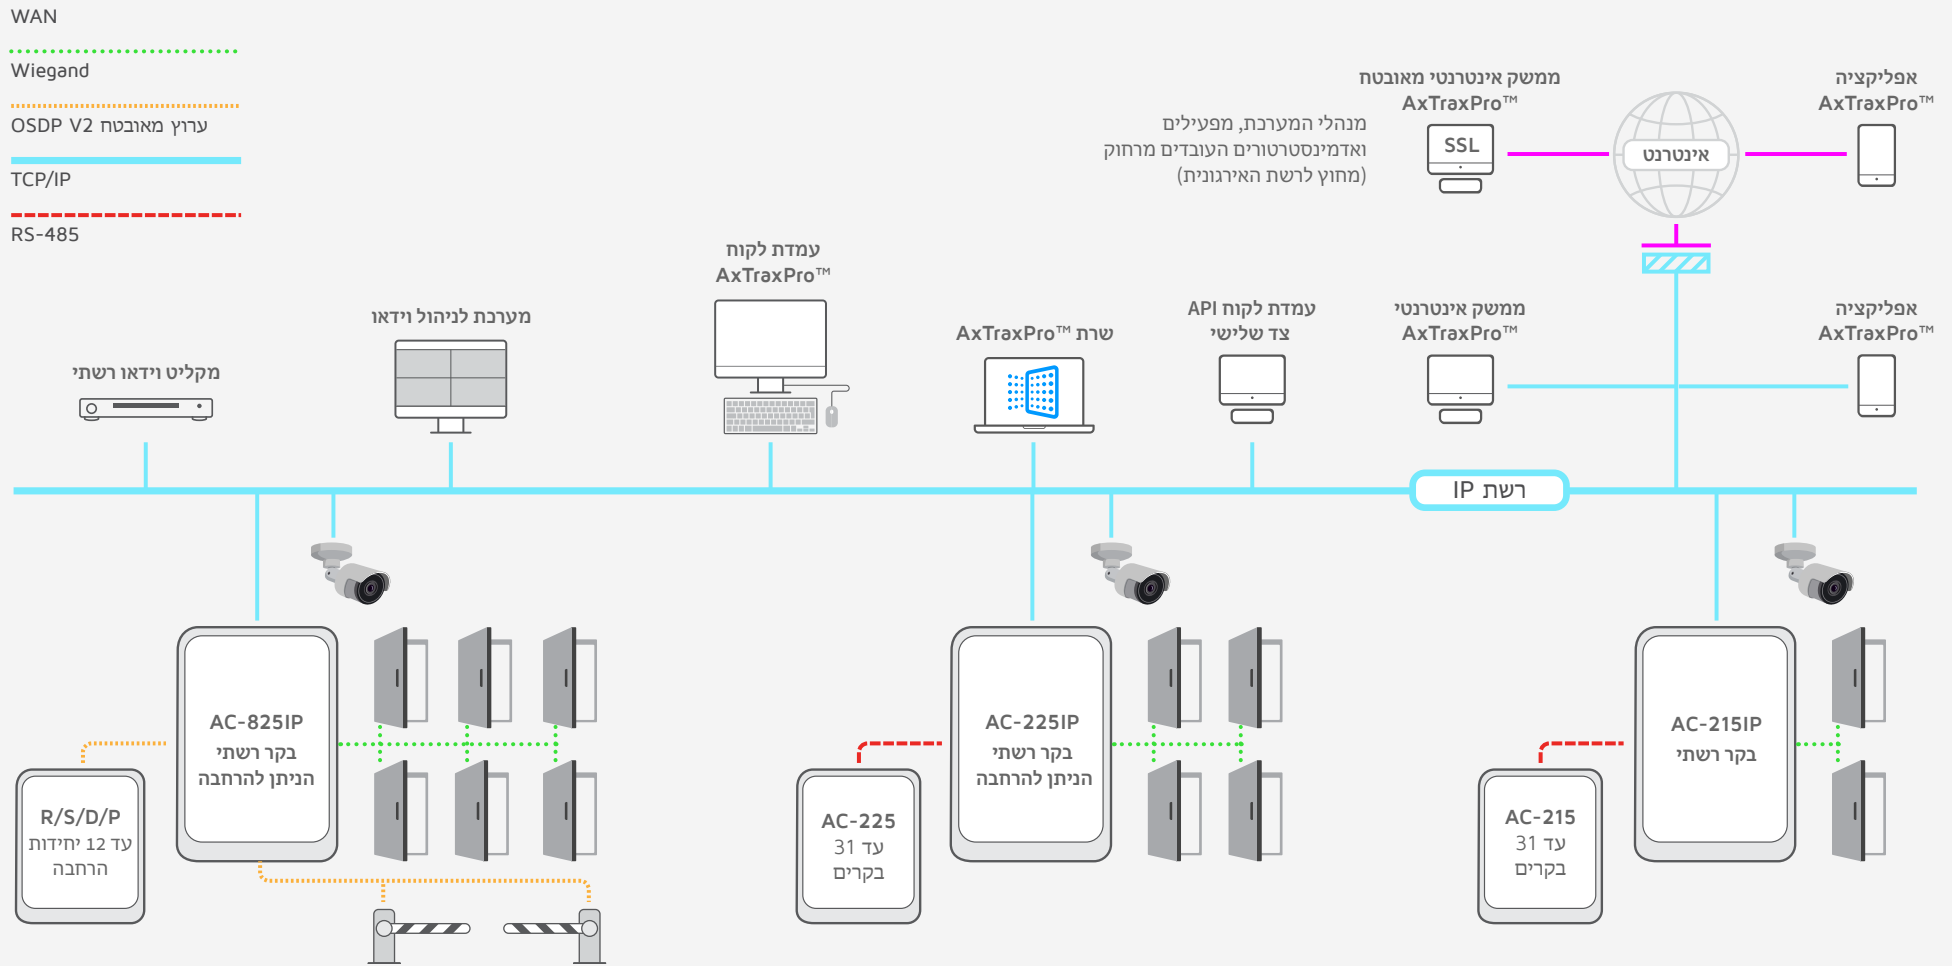 WAN
Wiegand
ערוץ מאובטח OSDP V2
TCP/IP
RS-485
אפליקציה
AxTraxPro™
ממשק אינטרנטי מאובטח
AxTraxPro™
SSL
אינטרנט
מנהלי המערכת, מפעילים
ואדמינסטרטורים העובדים מרחוק
(מחוץ לרשת האירגונית)
אפליקציה
AxTraxPro™
ממשק אינטרנטי
AxTraxPro™
עמדת לקוח API
צד שלישי
שרת AxTraxPro™
עמדת לקוח
AxTraxPro™
מערכת לניהול וידאו
מקליט וידאו רשתי
רשת IP
AC-215IP
בקר רשתי
AC-215
עד 31
בקרים
AC-225IP
בקר רשתי
הניתן להרחבה
AC-225
עד 31
בקרים
AC-825IP
בקר רשתי
הניתן להרחבה
R/S/D/P
עד 12 יחידות
הרחבה